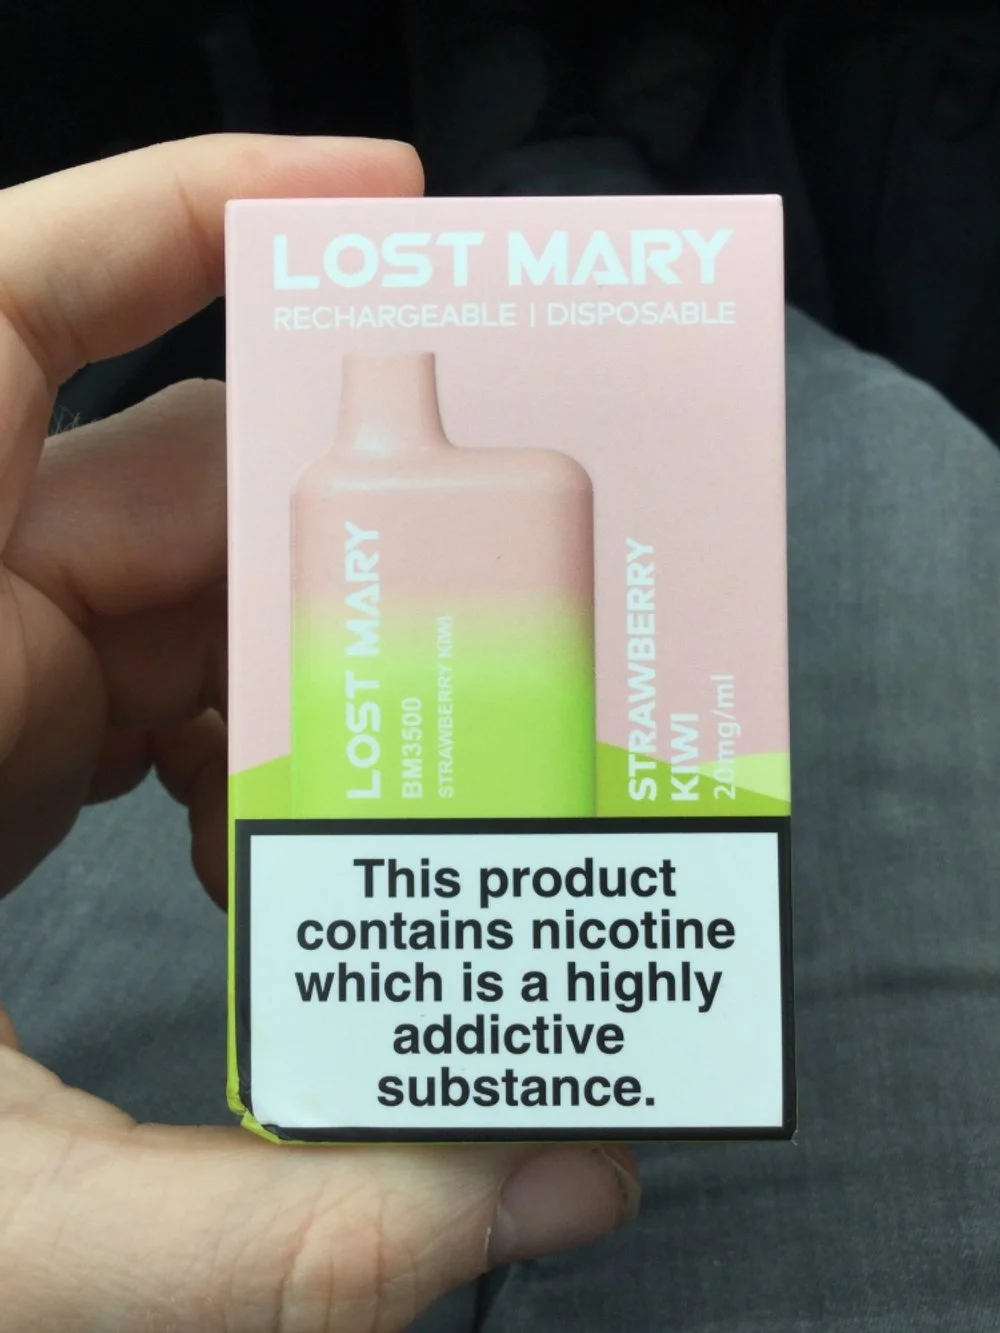 LOST MARY
RECHARGEABLE | DISPOSABLE
LOST MARY
BM3500
STRAWBERRY KIWI
STRAWBERRY
KIWI
20mg/ml
This product
contains nicotine
which is a highly
addictive
substance.